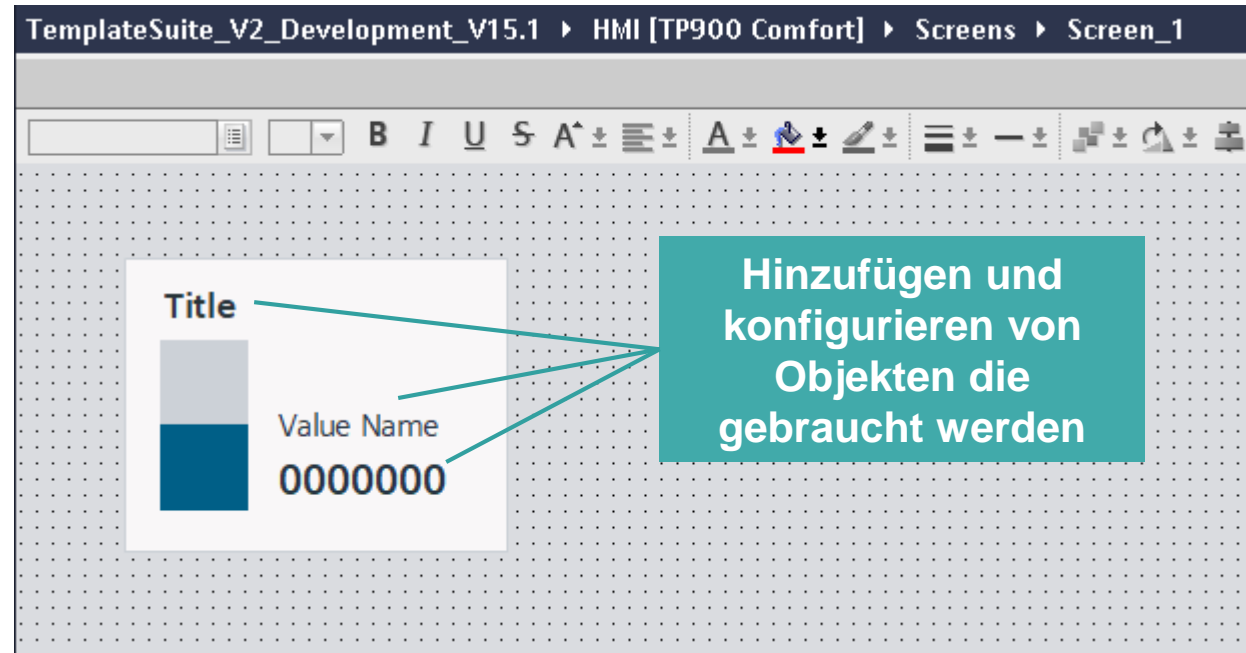 TemplateSuite_V2_Development_V15.1 ▸ HMI [TP900 Comfort] ▸ Screens ▸ Screen_1
B I U S A A
Title
Value Name
0000000
Hinzufügen und
konfigurieren von
Objekten die
gebraucht werden